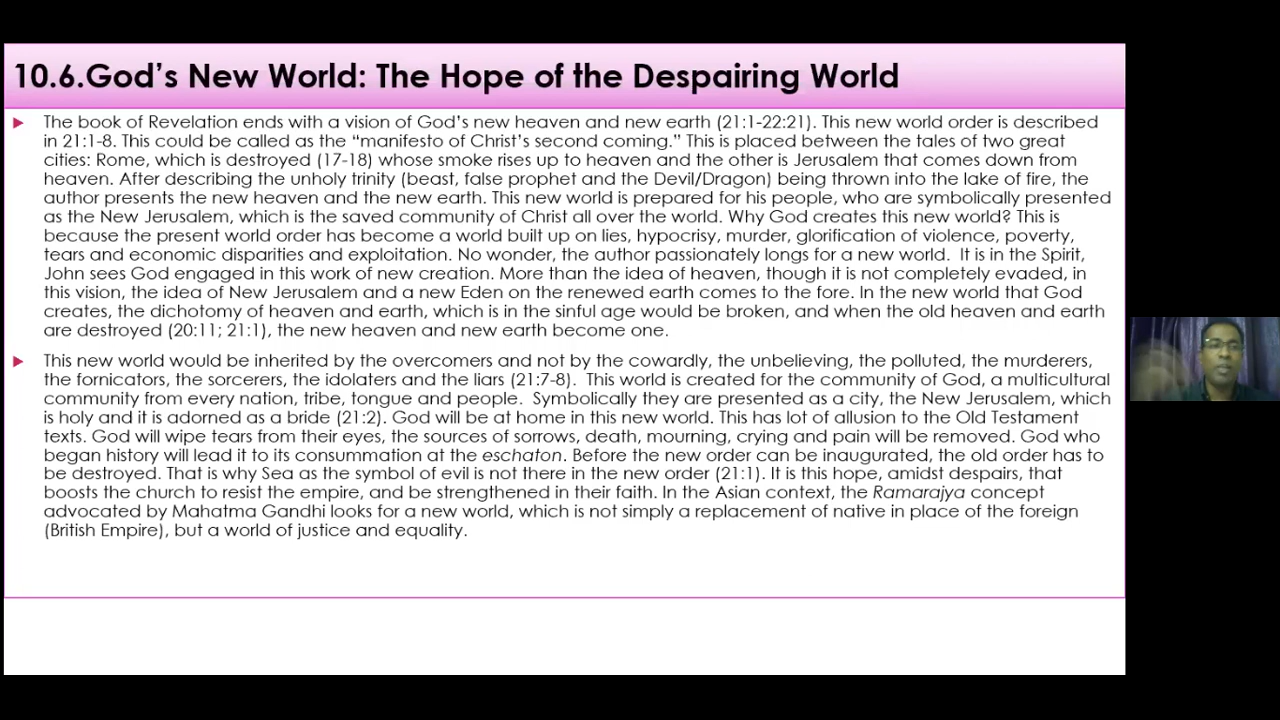 10.6.God's New World: The Hope of the Despairing World
The book of Revelation ends with a vision of God's new heaven and new earth (21:1-22:21). This new world order is described
in 21:1-8. This could be called as the “manifesto of Christ's second coming.” This is placed between the tales of two great
cities: Rome, which is destroyed (17-18) whose smoke rises up to heaven and the other is Jerusalem that comes down from
heaven. After describing the unholy trinity (beast, false prophet and the Devil/Dragon) being thrown into the lake of fire, the
author presents the new heaven and the new earth. This new world is prepared for his people, who are symbolically presented
as the New Jerusalem, which is the saved community of Christ all over the world. Why God creates this new world? This is
because the present world order has become a world built up on lies, hypocrisy, murder, glorification of violence, poverty,
tears and economic disparities and exploitation. No wonder, the author passionately longs for a new world. It is in the Spirit,
John sees God engaged in this work of new creation. More than the idea of heaven, though it is not completely evaded, in
this vision, the idea of New Jerusalem and a new Eden on the renewed earth comes to the fore. In the new world that God
creates, the dichotomy of heaven and earth, which is in the sinful age would be broken, and when the old heaven and earth
are destroyed (20:11; 21:1), the new heaven and new earth become one.
This new world would be inherited by the overcomers and not by the cowardly, the unbelieving, the polluted, the murderers,
the fornicators, the sorcerers, the idolaters and the liars (21:7-8). This world is created for the community of God, a multicultural
community from every nation, tribe, tongue and people. Symbolically they are presented as a city, the New Jerusalem, which
is holy and it is adorned as a bride (21:2). God will be at home in this new world. This has lot of allusion to the Old Testament
texts. God will wipe tears from their eyes, the sources of sorrows, death, mourning, crying and pain will be removed. God who
began history will lead it to its consummation at the eschaton. Before the new order can be inaugurated, the old order has to
be destroyed. That is why Sea as the symbol of evil is not there in the new order (21:1). It is this hope, amidst despairs, that
boosts the church to resist the empire, and be strengthened in their faith. In the Asian context, the Ramarajya concept
advocated by Mahatma Gandhi looks for a new world, which is not simply a replacement of native in place of the foreign
(British Empire), but a world of justice and equality.